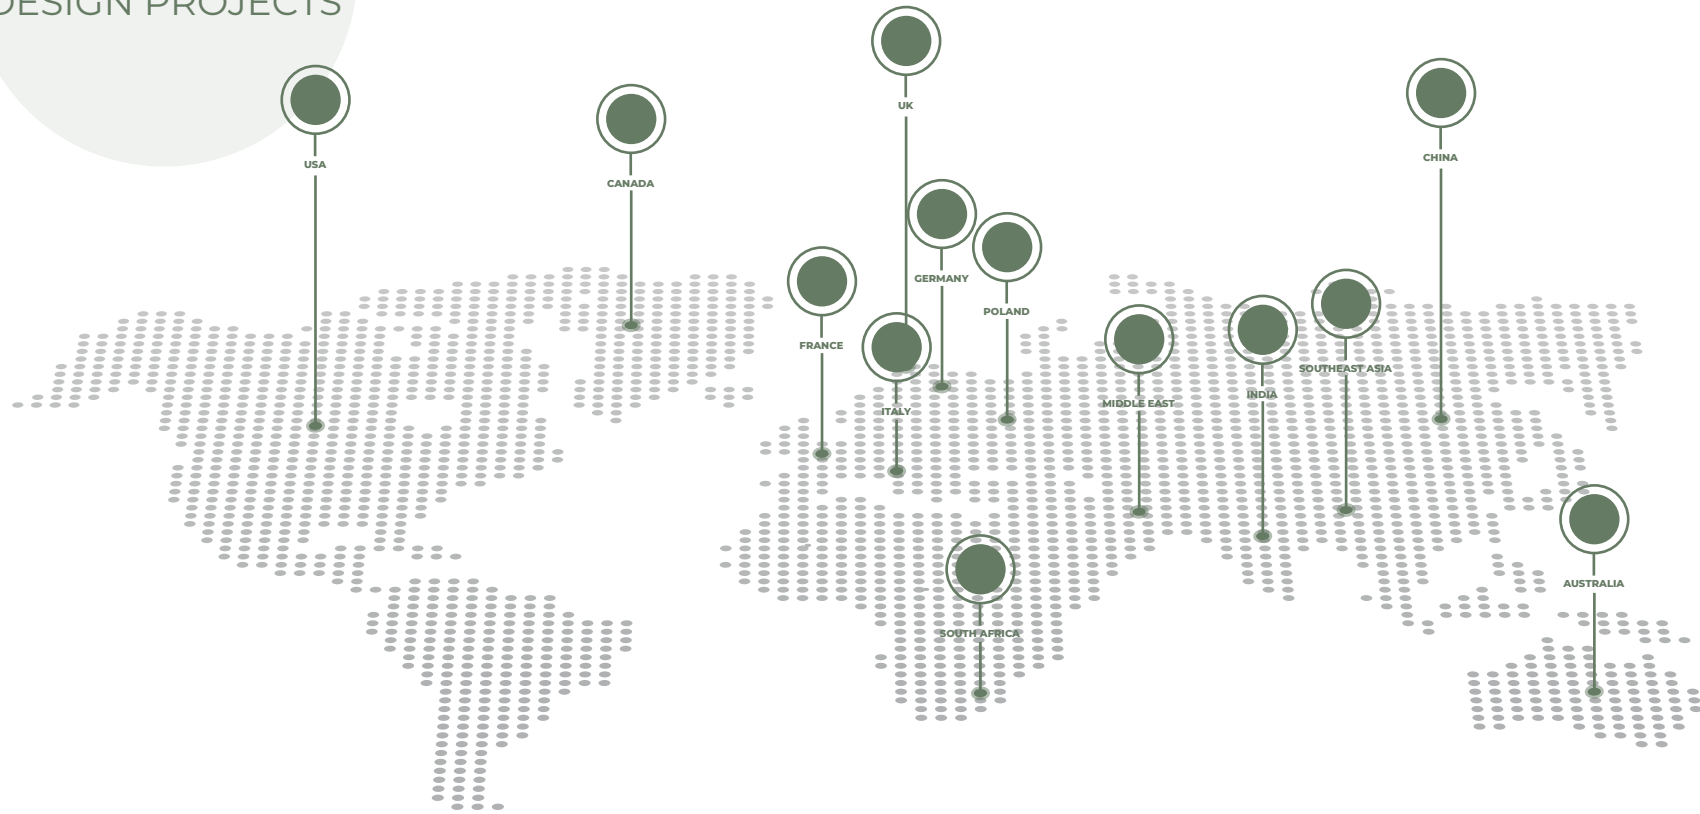 DESIGN PROJECTS
UK
CHINA
USA
CANADA
GERMANY
POLAND
FRANCE
SOUTHEAST ASIA
INDIA
MIDDLE EAST
ITALY
AUSTRALIA
SOUTH AFRICA